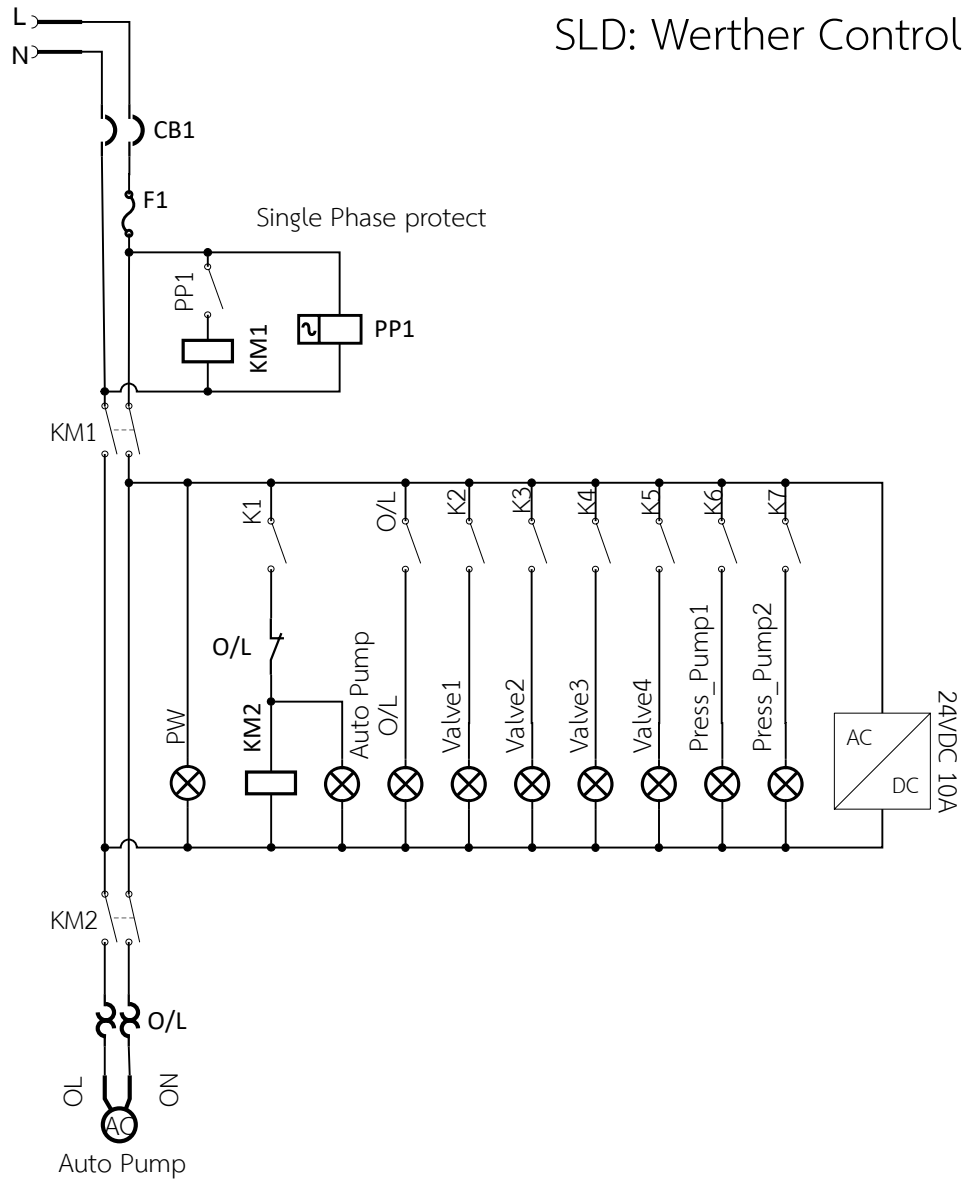 SLD: Werther Control
L
N
CB1
F1
Single Phase protect
PP1
KM1
PP1
KM1
K1
O/L
K2
K3
K4
K5
K6
K7
O/L
PW
KM2
Auto Pump
O/L
Valve1
Valve2
Valve3
Valve4
Press_Pump1
Press_Pump2
AC
DC
24VDC 10A
KM2
O/L
OL
ON
AC
Auto Pump